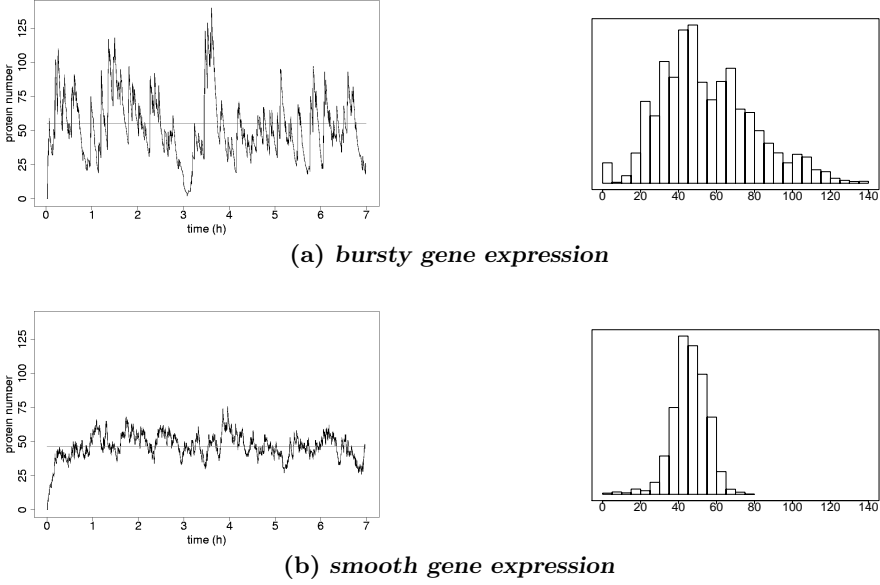 protein number
125
100
75
50
25
0
0 1 2 3 4 5 6 7
time (h)
0 20 40 60 80 100 120 140
(a) bursty gene expression
protein number
125
100
75
50
25
0
0 1 2 3 4 5 6 7
time (h)
0 20 40 60 80 100 120 140
(b) smooth gene expression